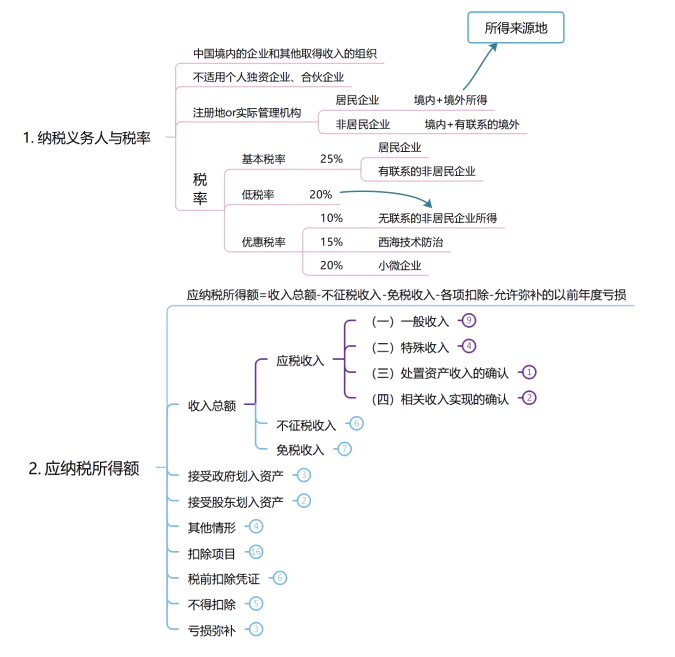 所得来源地
中国境内的企业和其他取得收入的组织
不适用个人独资企业、合伙企业
注册地or实际管理机构
居民企业 境内+境外所得
非居民企业 境内+有联系的境外
1. 纳税义务人与税率
税率
基本税率 25%
居民企业
有联系的非居民企业
低税率 20%
优惠税率
10% 无联系的非居民企业所得
15% 西海技术防治
20% 小微企业
应纳税所得额=收入总额-不征税收入-免税收入-各项扣除-允许弥补的以前年度亏损
2. 应纳税所得额
收入总额
应税收入
（一）一般收入 9
（二）特殊收入 4
（三）处置资产收入的确认 1
（四）相关收入实现的确认 2
不征税收入 6
免税收入 7
接受政府划入资产 3
接受股东划入资产 2
其他情形 4
扣除项目 16
税前扣除凭证 6
不得扣除 5
亏损弥补 3